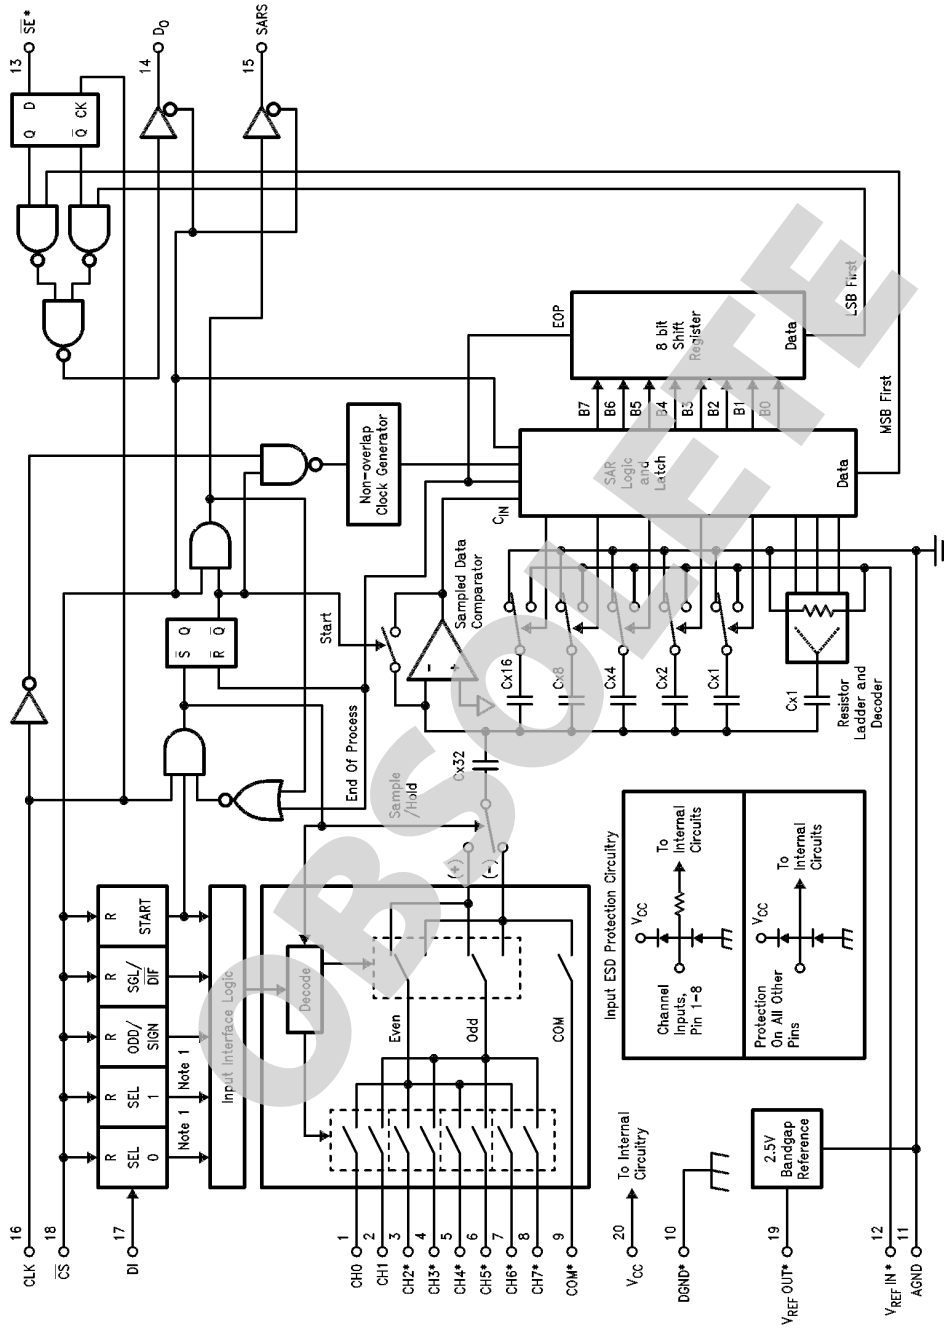 CLK 16
CS 18
DI 17
SEL 0 R
SEL 1 R
ODD/ SIGN R
SGL/ DIF R
START R
Note 1
Note 1
Input Interface Logic
CH0 1
CH1 2
CH2* 3
CH3* 4
CH4* 5
CH5* 6
CH6* 7
CH7* 8
COM* 9
Decode
Even
Odd
COM
(+)
(-)
Sample
/Hold
End Of Process
Start
S Q
R Q
Cx32
Sampled Data
Comparator
-
+
Non-overlap
Clock Generator
CIN
Cx16
Cx8
Cx4
Cx2
Cx1
Cx1
Resistor
Ladder and
Decoder
SAR
Logic
and
Latch
Data
B7
B6
B5
B4
B3
B2
B1
B0
EOP
8 bit
Shift
Register
Data
LSB First
MSB First
Q D
Q CK
13 SE*
14 DO
15 SARS
VCC 20
To Internal
Circuitry
DGND* 10
VREF OUT* 19
2.5V
Bandgap
Reference
VREF IN* 12
AGND 11
Input ESD Protection Circuitry
Channel
Inputs,
Pin 1-8
VCC
To
Internal
Circuits
Protection
On All Other
Pins
VCC
To
Internal
Circuits
OBSOLETE